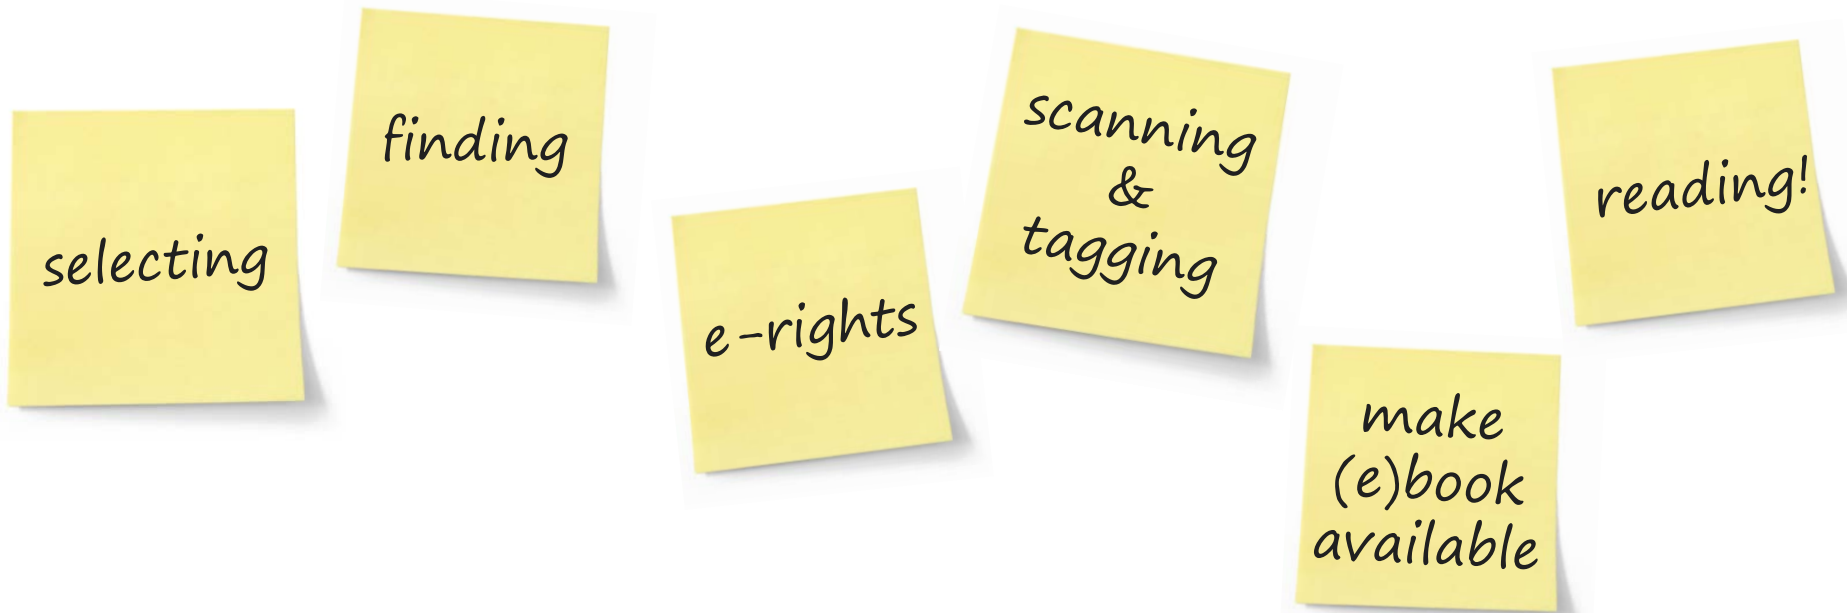 selecting
finding
e-rights
scanning
&
tagging
make
(e)book
available
reading!